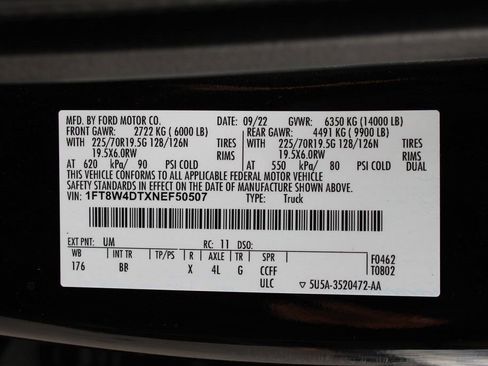 MFD. BY FORD MOTOR CO. 09/22 GVWR: 6350 KG (14000 LB)
FRONT GAWR: 2722 KG ( 6000 LB) REAR GAWR: 4491 KG ( 9900 LB)
WITH 225/70R19.5G 128/126N TIRES WITH 225/70R19.5G 128/126N TIRES
19.5X6.0RW RIMS 19.5X6.0RW RIMS
AT 620 kPa/ 90 PSI COLD AT 550 kPa/ 80 PSI COLD DUAL
THIS VEHICLE CONFORMS TO ALL APPLICABLE FEDERAL MOTOR VEHICLE
SAFETY STANDARDS IN EFFECT ON THE DATE OF MANUFACTURE SHOWN ABOVE.
VIN: 1FT8W4DTXNEF50507 TYPE: Truck
EXT PNT: UM RC: 11 DSO:
WB INT TR TP/PS R AXLE TR SPR F0462
176 BR X 4L G CCFF T0802
ULC ▽ 5U5A-3520472-AA